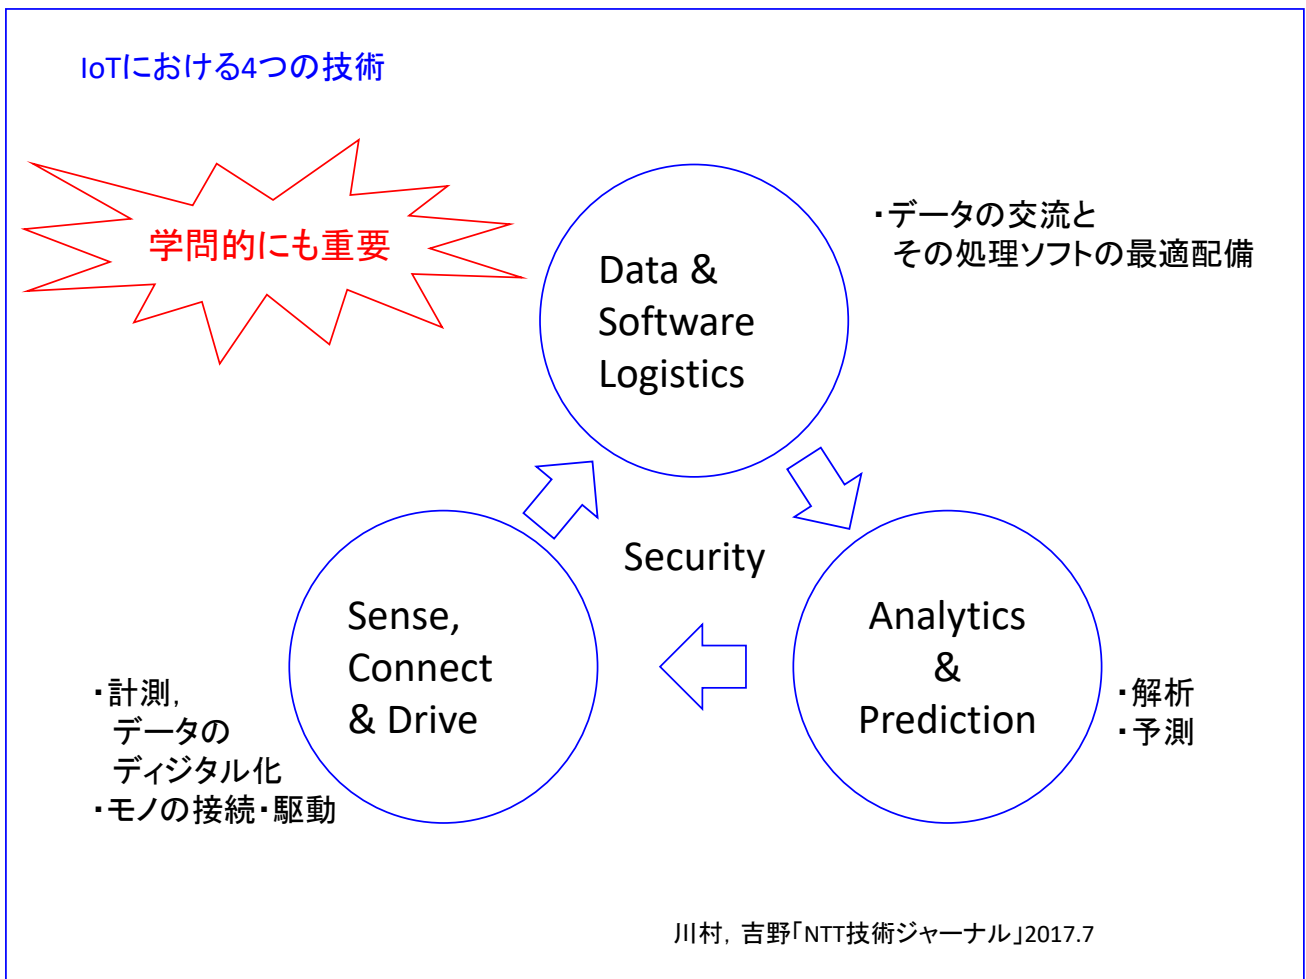 IoTにおける4つの技術
学問的にも重要
Data &
Software
Logistics
・データの交流と
その処理ソフトの最適配備
Security
Sense,
Connect
& Drive
・計測,
データの
ディジタル化
・モノの接続・駆動
Analytics
&
Prediction
・解析
・予測
川村, 吉野「NTT技術ジャーナル」2017.7